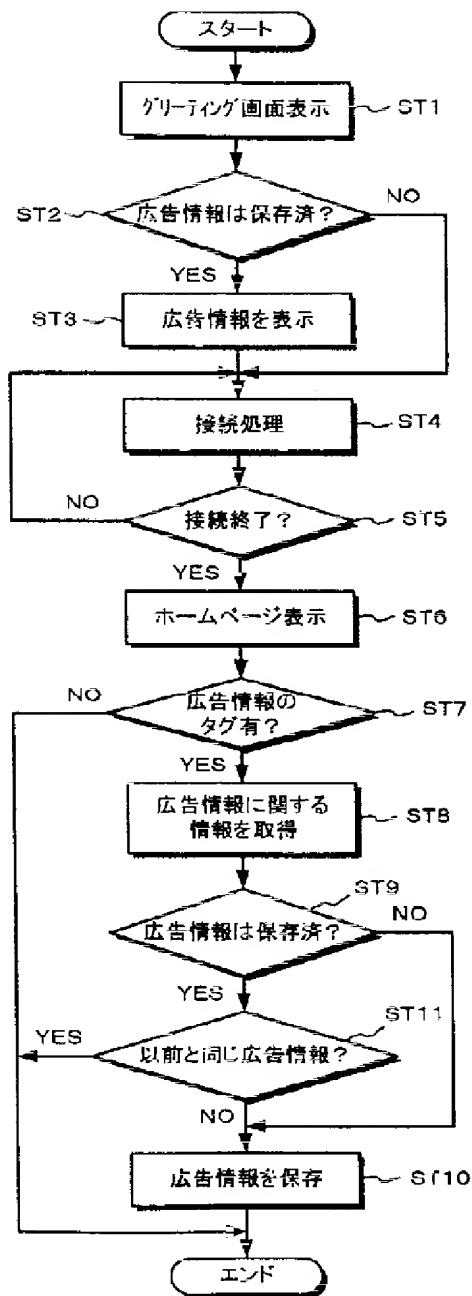 スタート
グリーティング画面表示
ST1
ST2
広告情報は保存済？
NO
YES
ST3
広告情報を表示
接続処理
ST4
NO
接続終了？
ST5
YES
ホームページ表示
ST6
NO
広告情報の
タグ有？
ST7
YES
広告情報に関する
情報を取得
ST8
ST9
広告情報は保存済？
NO
YES
ST11
YES
以前と同じ広告情報？
NO
広告情報を保存
ST10
エンド